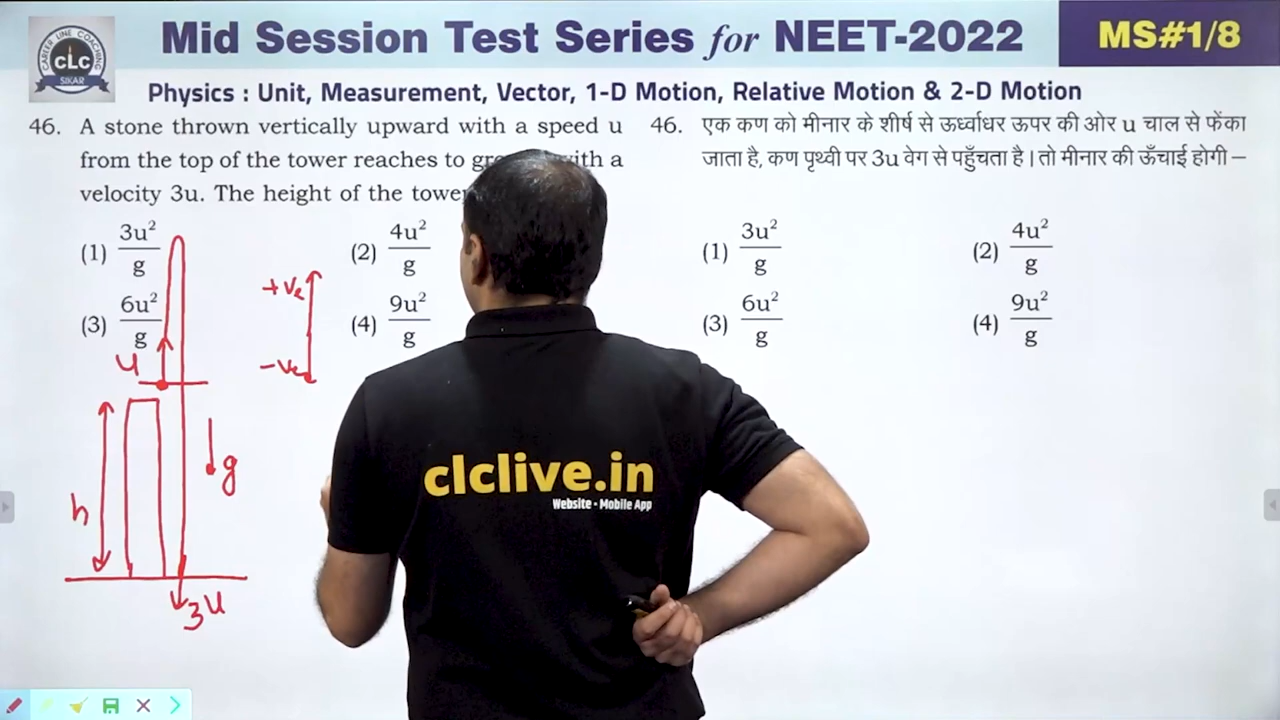 Mid Session Test Series for NEET-2022
MS#1/8
CAREER LINE COACHING
CLC
SIKAR
Physics : Unit, Measurement, Vector, 1-D Motion, Relative Motion & 2-D Motion
46. A stone thrown vertically upward with a speed u
from the top of the tower reaches to with a
velocity 3u. The height of the tower
(1) 3u²/g
(2) 4u²/g
(3) 6u²/g
(4) 9u²/g
46. एक कण को मीनार के शीर्ष से ऊर्ध्वाधर ऊपर की ओर u चाल से फेंका
जाता है, कण पृथ्वी पर 3u वेग से पहुँचता है। तो मीनार की ऊँचाई होगी –
(1) 3u²/g
(2) 4u²/g
(3) 6u²/g
(4) 9u²/g
+ve
-ve
u
h
g
3u
clclive.in
Website • Mobile App